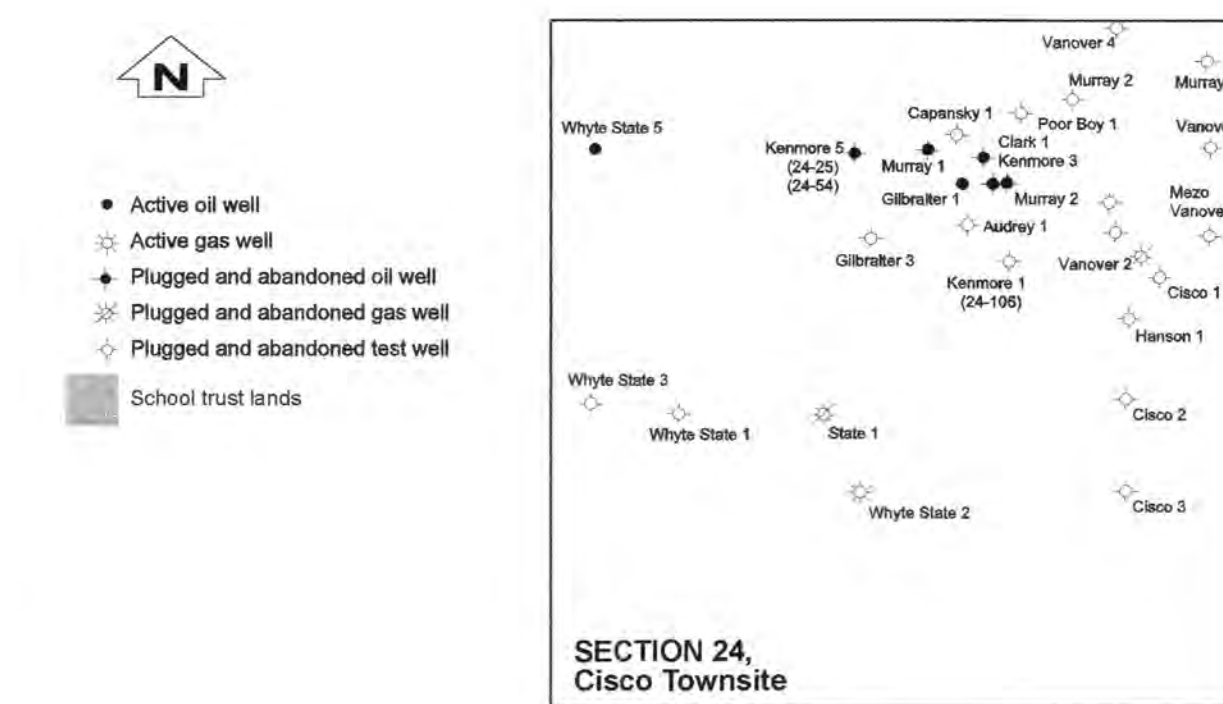 N
Active oil well
Active gas well
Plugged and abandoned oil well
Plugged and abandoned gas well
Plugged and abandoned test well
School trust lands
Vanover 4
Murray 2
Murray
Capansky 1
Poor Boy 1
Vanov
Whyte State 5
Clark 1
Kenmore 5
(24-25)
(24-54)
Murray 1
Kenmore 3
Gilbralter 1
Murray 2
Mezo
Vanove
Audrey 1
Gilbralter 3
Vanover 2
Kenmore 1
(24-106)
Cisco 1
Hanson 1
Whyte State 3
Whyte State 1
State 1
Cisco 2
Whyte State 2
Cisco 3
SECTION 24,
Cisco Townsite